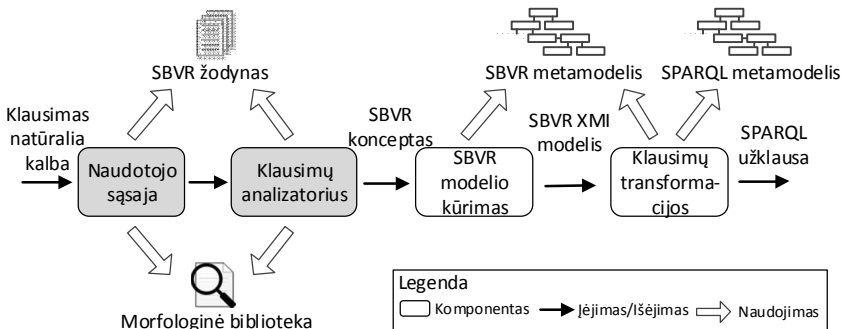 SBVR žodynas
SBVR metamodelis
SPARQL metamodelis
Klausimas
natūralia
kalba
Naudotojo
sąsaja
Klausimų
analizatorius
SBVR
konceptas
SBVR
modelio
kūrimas
SBVR XMI
modelis
Klausimų
transforma-
cijos
SPARQL
užklausa
Morfologinė biblioteka
Legenda
Komponentas
Įėjimas/Išėjimas
Naudojimas